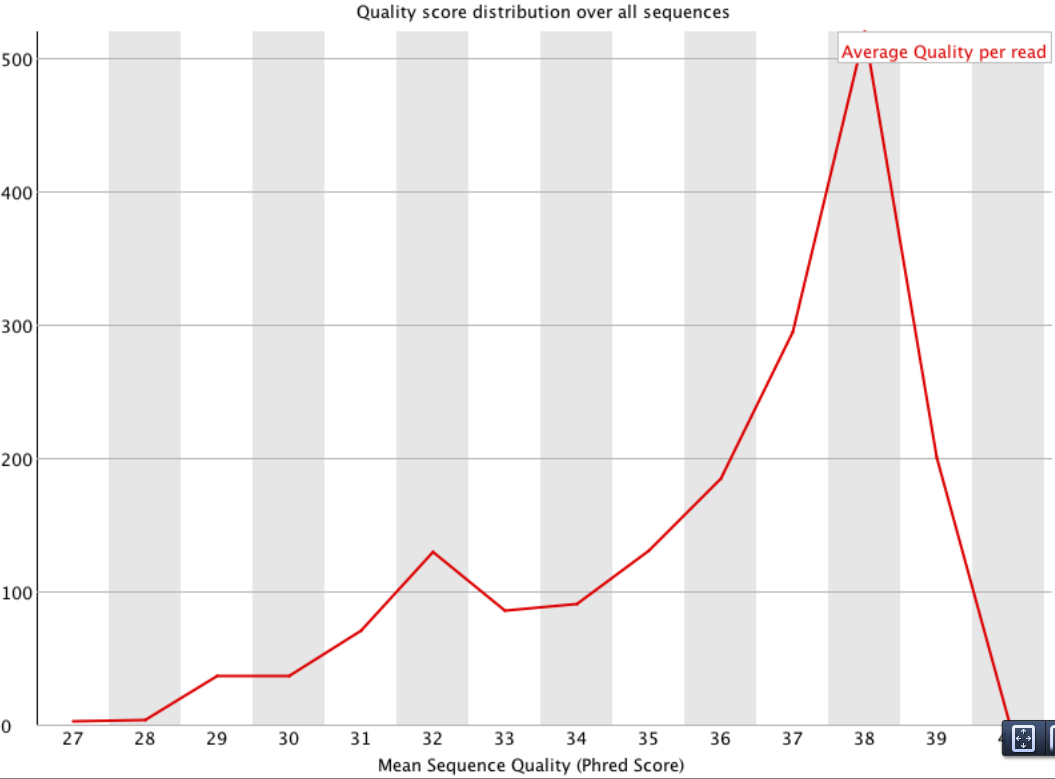 Quality score distribution over all sequences
Average Quality per read
500
400
300
200
100
0
27 28 29 30 31 32 33 34 35 36 37 38 39
Mean Sequence Quality (Phred Score)